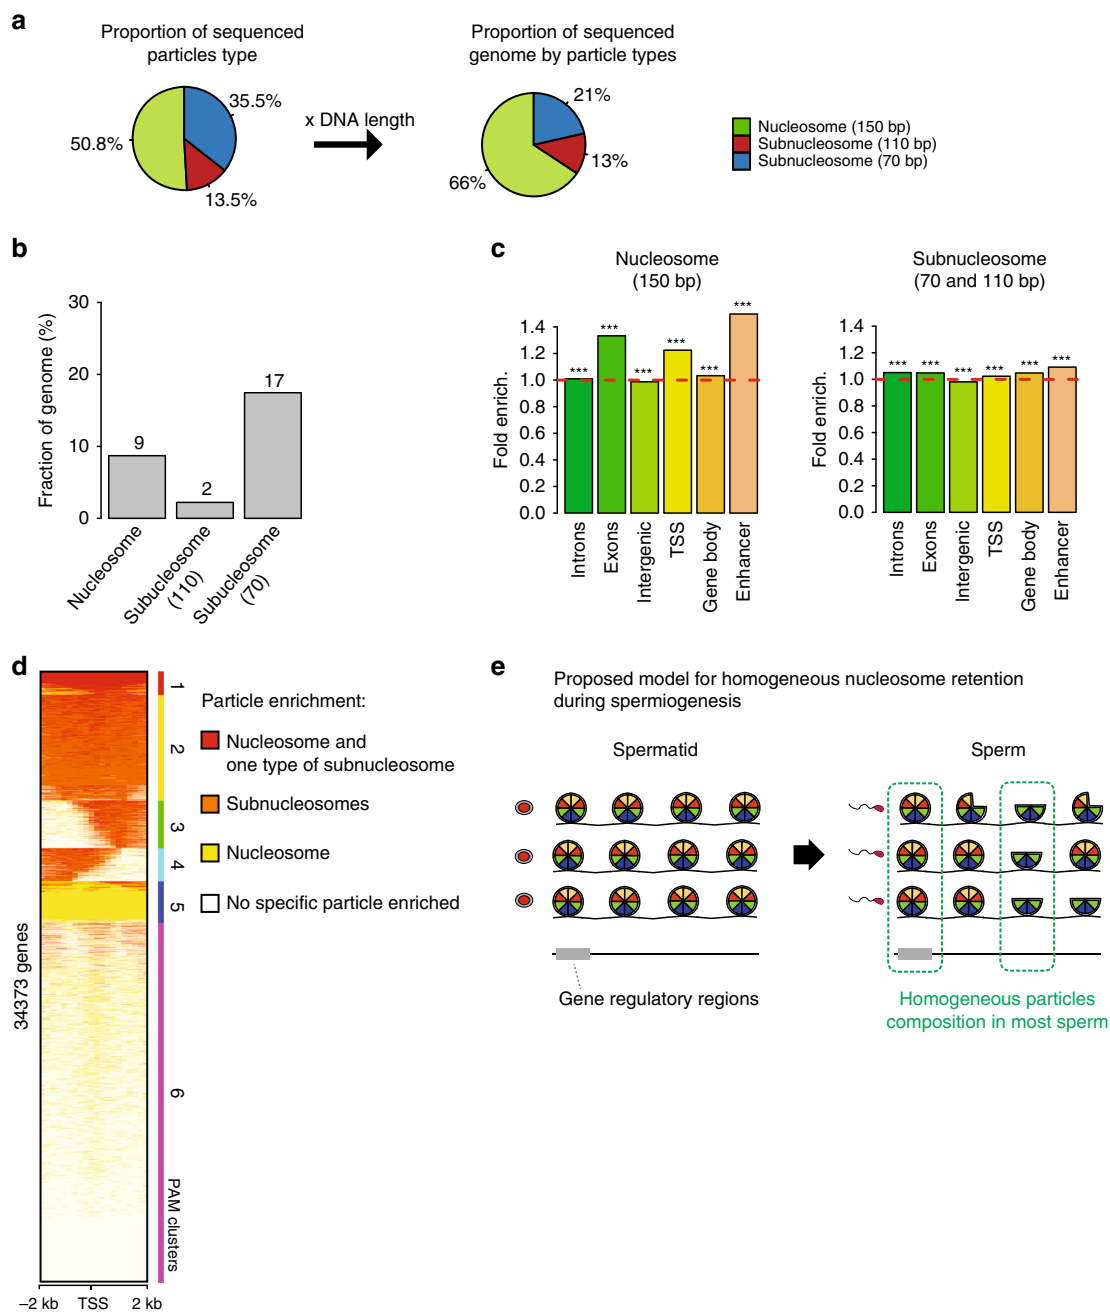 a
Proportion of sequenced
particles type
35.5%
50.8%
13.5%
x DNA length
Proportion of sequenced
genome by particle types
21%
13%
66%
Nucleosome (150 bp)
Subnucleosome (110 bp)
Subnucleosome (70 bp)
b
Fraction of genome (%)
30
20
10
0
9
2
17
Nucleosome
Subucleosome
(110)
Subucleosome
(70)
c
Nucleosome
(150 bp)
Fold enrich.
1.4
1.2
1.0
0.8
0.6
0.4
0.2
0.0
*** *** *** *** *** ***
Introns
Exons
Intergenic
TSS
Gene body
Enhancer
Subnucleosome
(70 and 110 bp)
Fold enrich.
1.4
1.2
1.0
0.8
0.6
0.4
0.2
0.0
*** *** *** *** *** ***
Introns
Exons
Intergenic
TSS
Gene body
Enhancer
d
34373 genes
1
2
3
4
5
6
PAM clusters
–2 kb TSS 2 kb
Particle enrichment:
Nucleosome and
one type of subnucleosome
Subnucleosomes
Nucleosome
No specific particle enriched
e
Proposed model for homogeneous nucleosome retention
during spermiogenesis
Spermatid
Sperm
Gene regulatory regions
Homogeneous particles
composition in most sperm